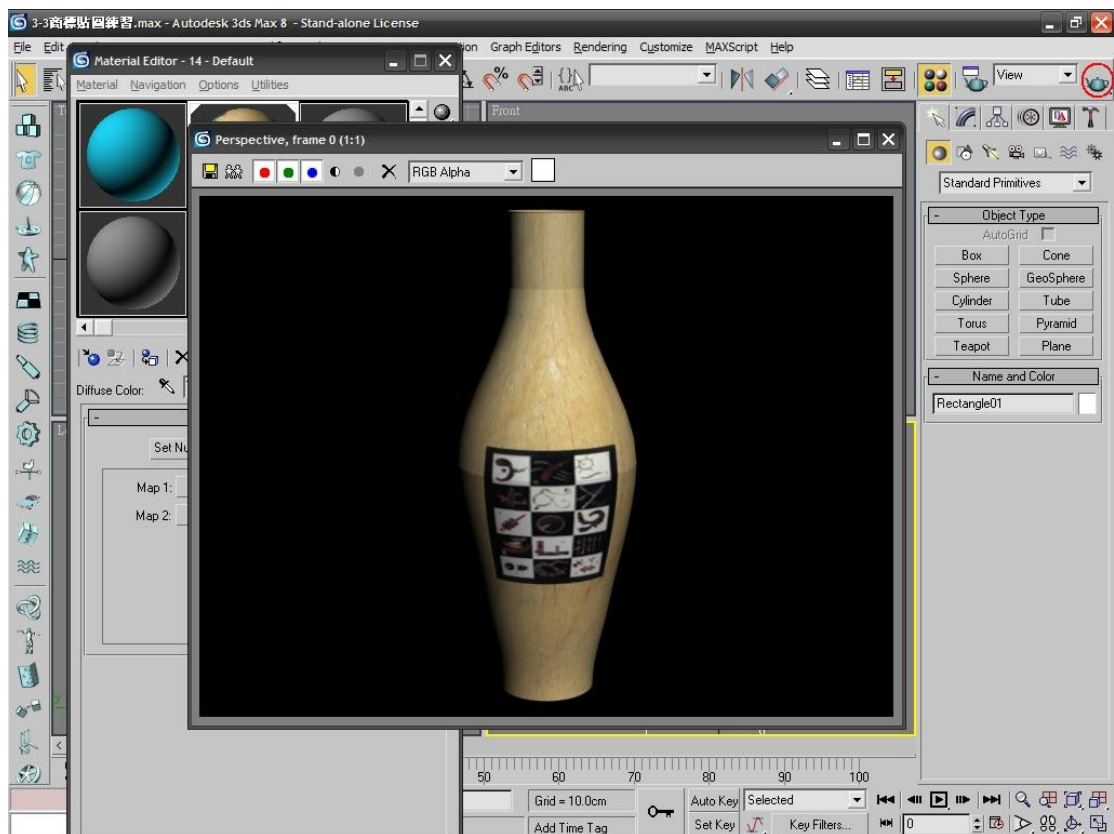 3-3商標貼圖練習.max - Autodesk 3ds Max 8 - Stand-alone License
File Edit Graph Editors Rendering Customize MAXScript Help
Material Editor - 14 - Default
Material Navigation Options Utilities
View
ABC
Front
Perspective, frame 0 (1:1)
RGB Alpha
Standard Primitives
- Object Type
AutoGrid
Box Cone
Sphere GeoSphere
Cylinder Tube
Torus Pyramid
Teapot Plane
- Name and Color
Rectangle01
Diffuse Color:
-
Set Nu
Map 1:
Map 2:
y
50 60 70 80 90 100
Grid = 10.0cm
Auto Key Selected
Add Time Tag
Set Key Key Filters...
0